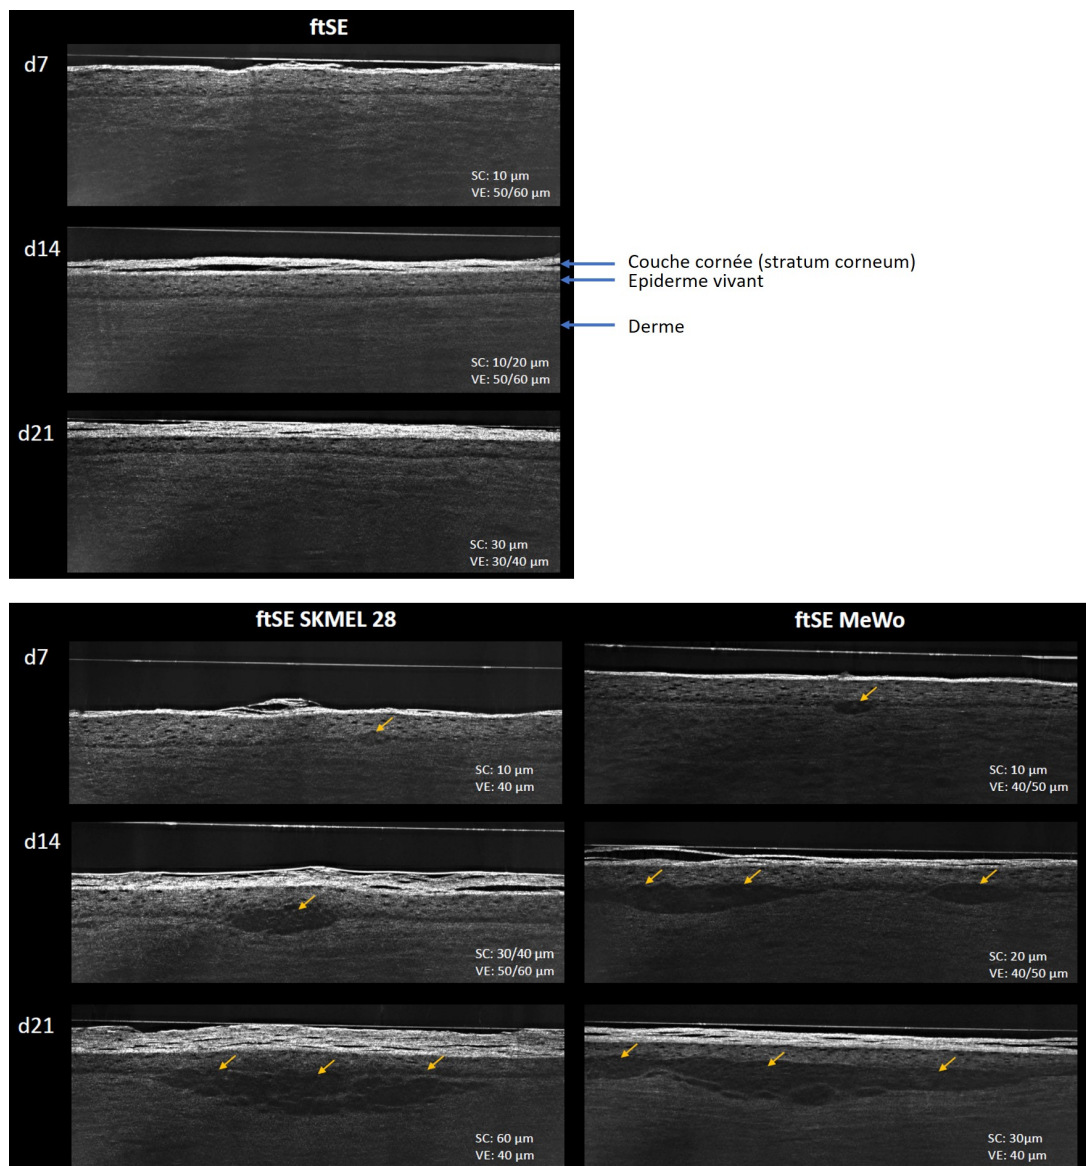 ftSE
d7
SC: 10 µm
VE: 50/60 µm
d14
Couche cornée (stratum corneum)
Epiderme vivant
Derme
SC: 10/20 µm
VE: 50/60 µm
d21
SC: 30 µm
VE: 30/40 µm
ftSE SKMEL 28
ftSE MeWo
d7
SC: 10 µm
VE: 40 µm
SC: 10 µm
VE: 40/50 µm
d14
SC: 30/40 µm
VE: 50/60 µm
SC: 20 µm
VE: 40/50 µm
d21
SC: 60 µm
VE: 40 µm
SC: 30µm
VE: 40 µm